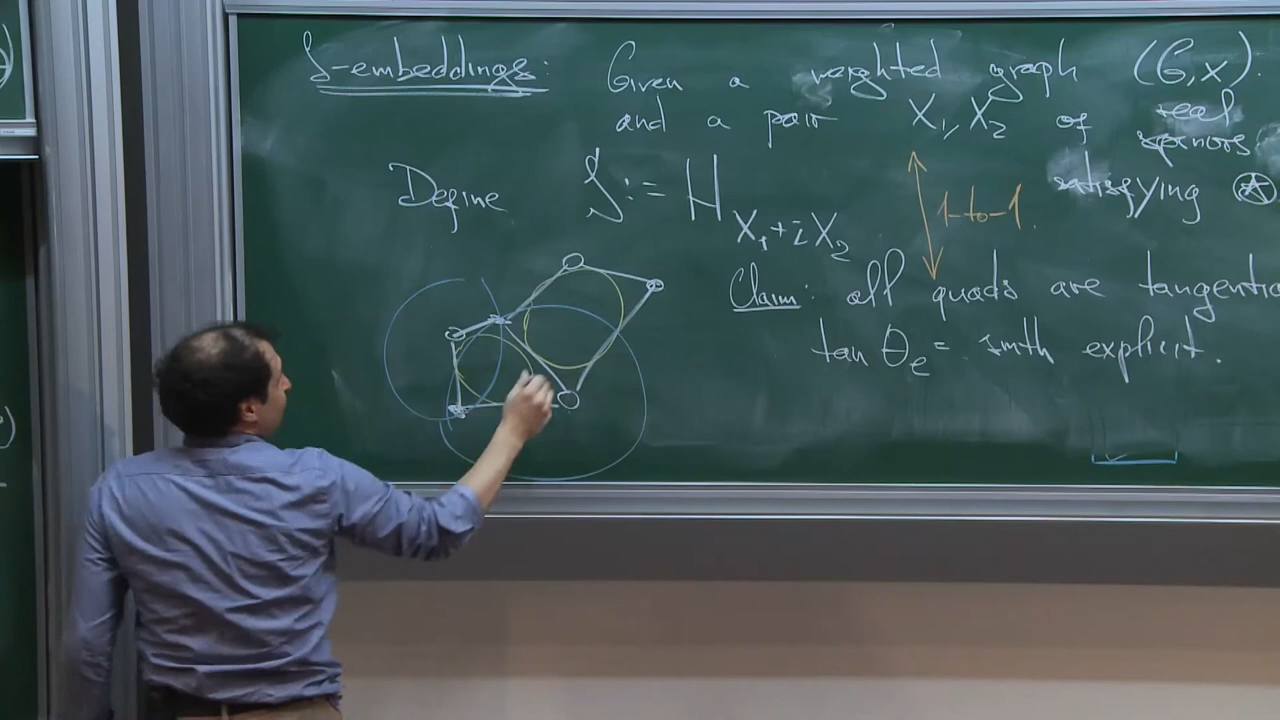 S-embeddings: Given a weighted graph (G,x).
and a pair X₁, X₂ of real spinors
satisfying
Define S := H_{X₁+iX₂}
1-to-1
Claim: all quads are tangentia
tan θₑ = smth explicit.